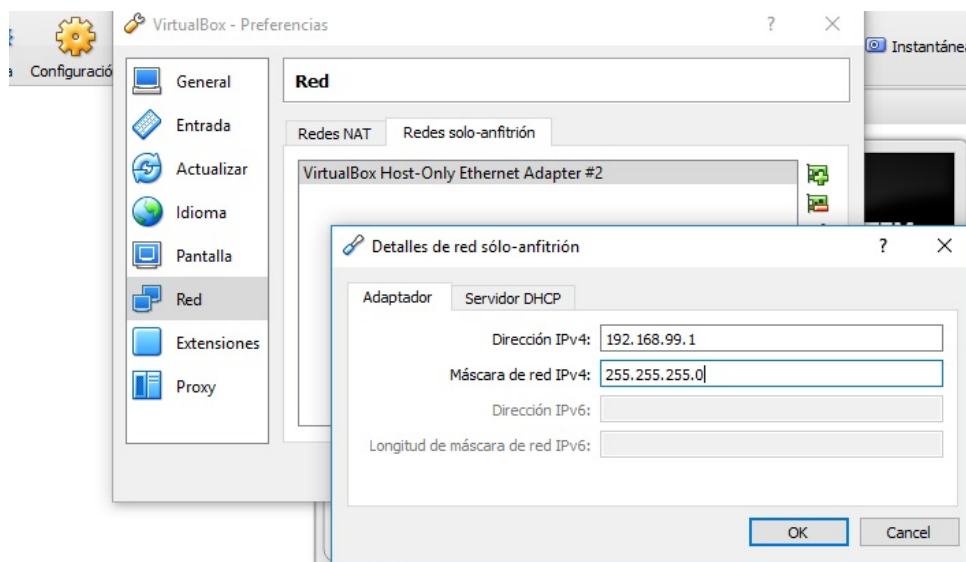 VirtualBox - Preferencias
?
Configuració
Instantáne
General
Entrada
Actualizar
Idioma
Pantalla
Red
Extensiones
Proxy
Red
Redes NAT
Redes solo-anfitrión
VirtualBox Host-Only Ethernet Adapter #2
Detalles de red sólo-anfitrión
?
Adaptador
Servidor DHCP
Dirección IPv4: 192.168.99.1
Máscara de red IPv4: 255.255.255.0
Dirección IPv6:
Longitud de máscara de red IPv6:
OK
Cancel